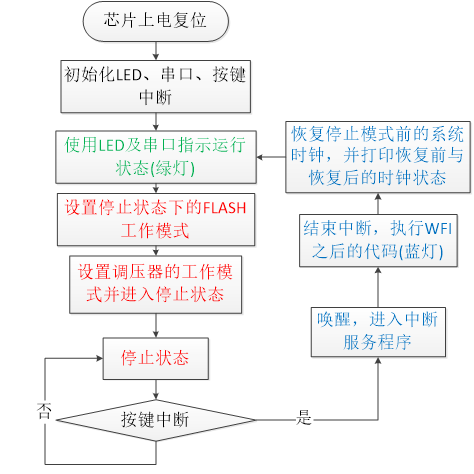 芯片上电复位
初始化LED、串口、按键
中断
使用LED及串口指示运行
状态(绿灯)
设置停止状态下的FLASH
工作模式
设置调压器的工作模
式并进入停止状态
停止状态
否
按键中断
是
唤醒，进入中断
服务程序
结束中断，执行WFI
之后的代码(蓝灯)
恢复停止模式前的系统
时钟，并打印恢复前与
恢复后的时钟状态